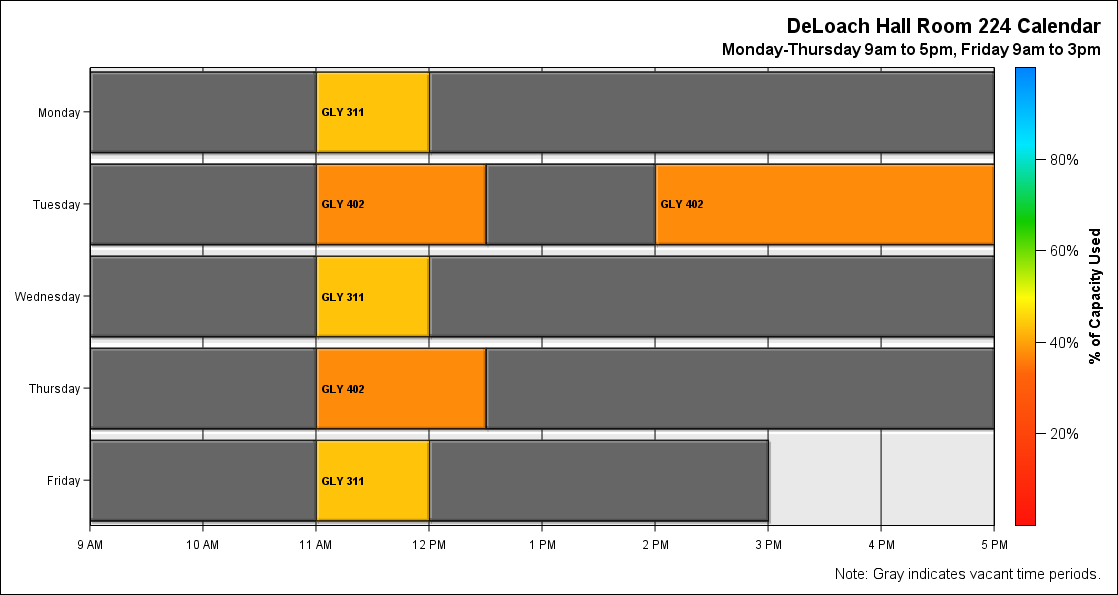 DeLoach Hall Room 224 Calendar
Monday-Thursday 9am to 5pm, Friday 9am to 3pm
Monday
GLY 311
80%
Tuesday
GLY 402
GLY 402
60%
% of Capacity Used
Wednesday
GLY 311
40%
Thursday
GLY 402
20%
Friday
GLY 311
9 AM 10 AM 11 AM 12 PM 1 PM 2 PM 3 PM 4 PM 5 PM
Note: Gray indicates vacant time periods.